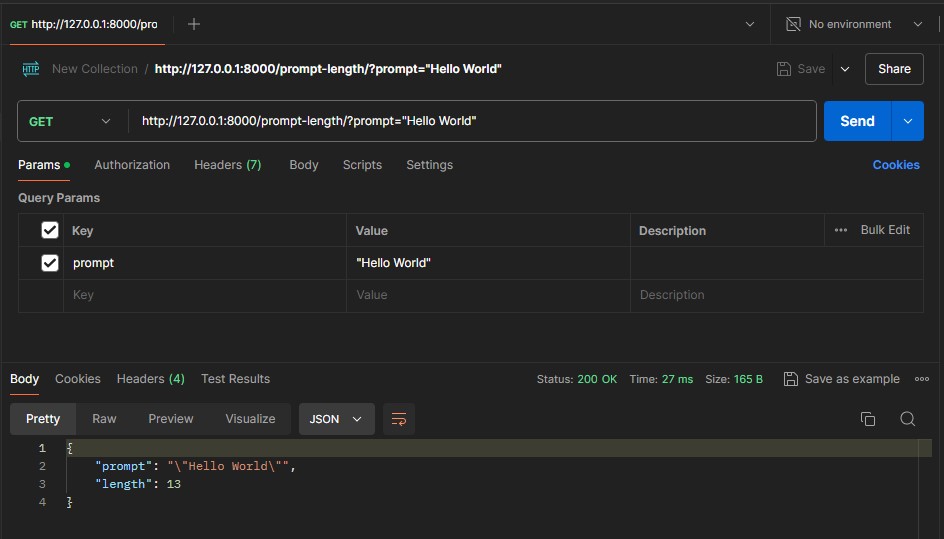 GET http://127.0.0.1:8000/pro
No environment
HTTP New Collection / http://127.0.0.1:8000/prompt-length/?prompt="Hello World" Save Share
GET http://127.0.0.1:8000/prompt-length/?prompt="Hello World" Send
Params Authorization Headers (7) Body Scripts Settings Cookies
Query Params
Key Value Description Bulk Edit
prompt "Hello World"
Key Value Description
Body Cookies Headers (4) Test Results Status: 200 OK Time: 27 ms Size: 165 B Save as example
Pretty Raw Preview Visualize JSON
1 {
2 "prompt": "\"Hello World\"",
3 "length": 13
4 }